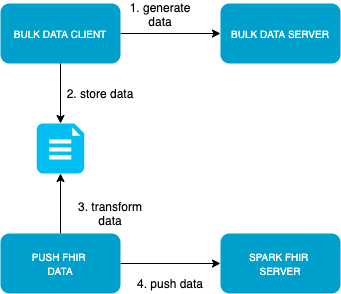 1. generate
data
BULK DATA CLIENT
BULK DATA SERVER
2. store data
3. transform
data
PUSH FHIR
DATA
4. push data
SPARK FHIR
SERVER